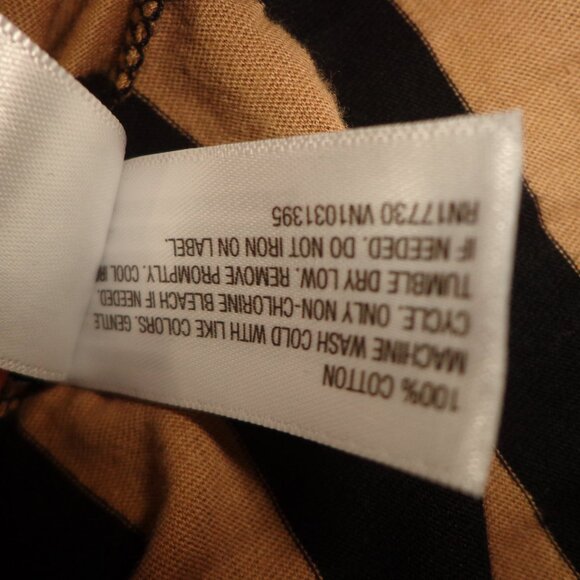 100% COTTON
MACHINE WASH COLD WITH LIKE COLORS. GENTLE
CYCLE. ONLY NON-CHLORINE BLEACH IF NEEDED.
TUMBLE DRY LOW. REMOVE PROMPTLY. COOL
IF NEEDED. DO NOT IRON ON LABEL.
RN17730 VN1031395